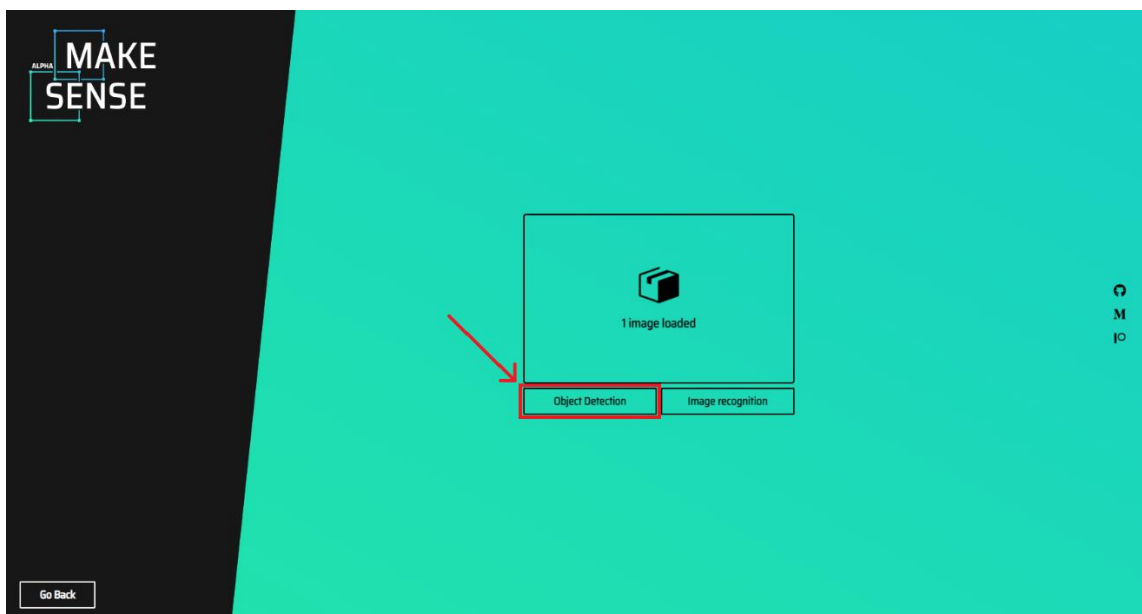 ALPHA MAKE
SENSE
1 image loaded
Object Detection
Image recognition
Go Back